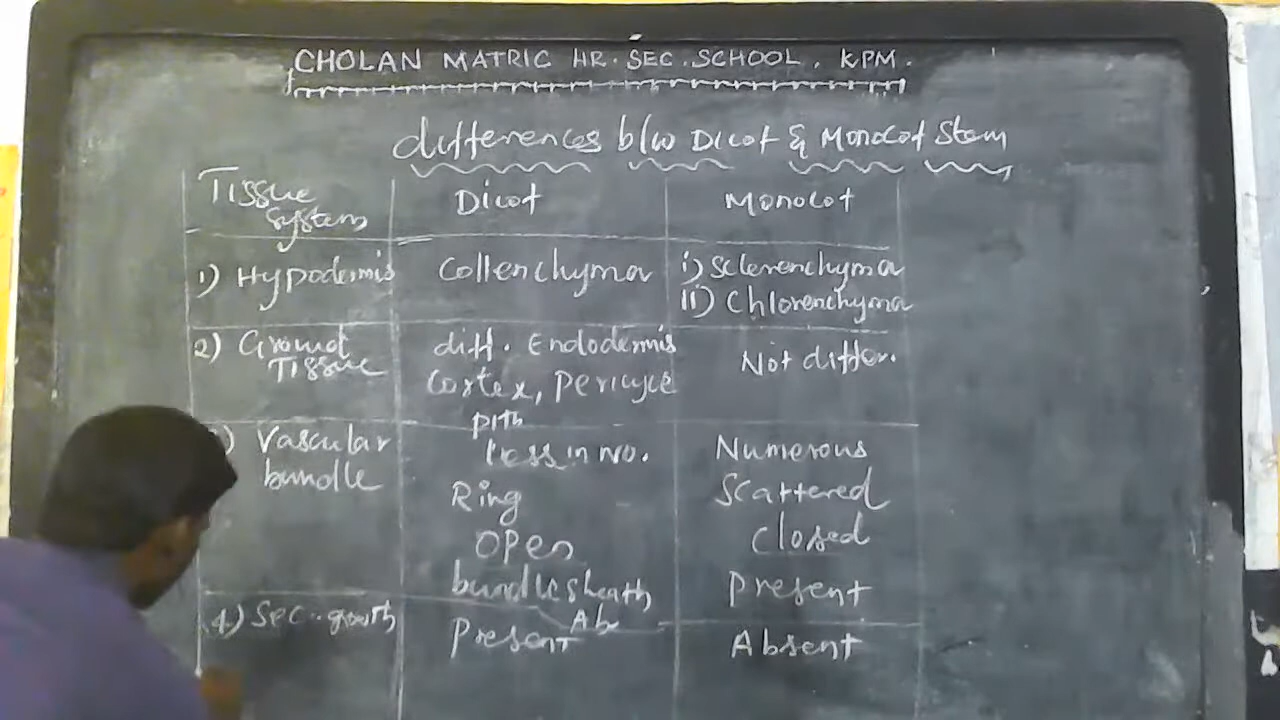 CHOLAN MATRIC HR. SEC. SCHOOL, KPM.
differences b/w Dicot & Monocot Stem
Tissue System
Dicot
Monocot
1) Hypodermis
Collenchyma
i) Sclerenchyma
II) Chlorenchyma
2) Ground Tissue
diff. Endodermis
Cortex, Pericycle
pith
Not differ.
) Vascular bundle
less in no.
Ring
Open
bundle sheath
Ab
Numerous
Scattered
Closed
Present
4) Sec. growth
Present
Absent